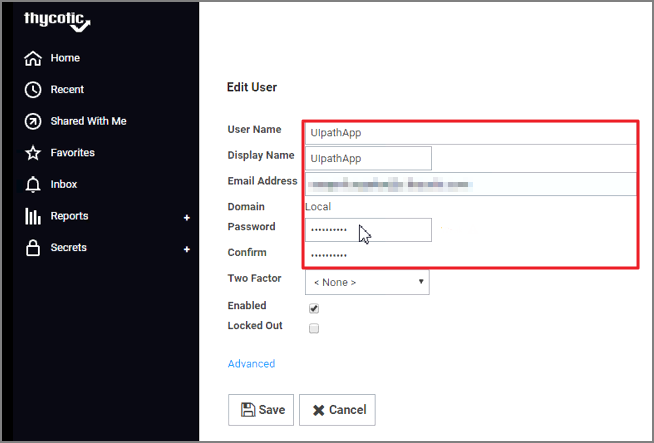 thycotic
Home
Recent
Shared With Me
Favorites
Inbox
Reports +
Secrets +
Edit User
User Name UIpathApp
Display Name UIpathApp
Email Address
Domain Local
Password ••••••••••
Confirm ••••••••••
Two Factor < None >
Enabled
Locked Out
Advanced
Save Cancel